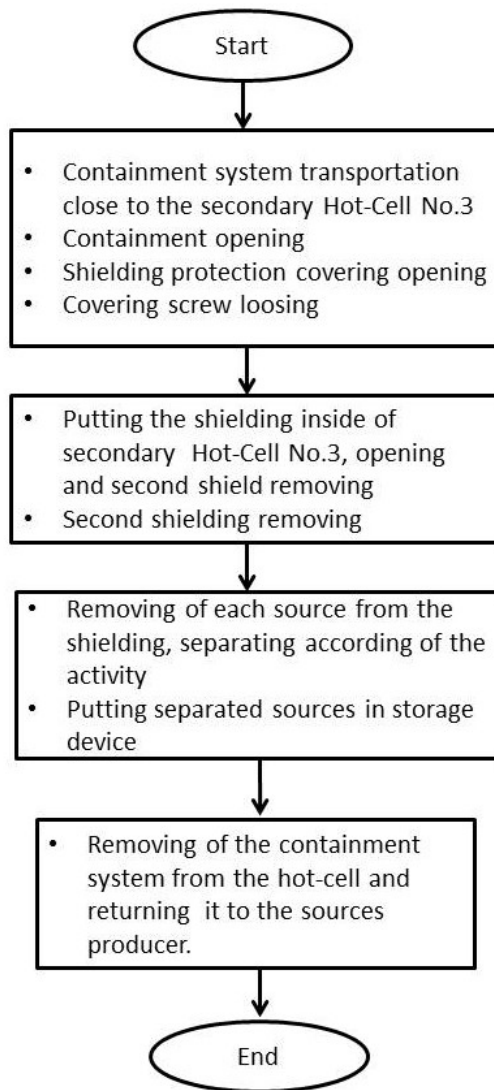 Start
• Containment system transportation
close to the secondary Hot-Cell No.3
• Containment opening
• Shielding protection covering opening
• Covering screw loosing
• Putting the shielding inside of
secondary Hot-Cell No.3, opening
and second shield removing
• Second shielding removing
• Removing of each source from the
shielding, separating according of the
activity
• Putting separated sources in storage
device
• Removing of the containment
system from the hot-cell and
returning it to the sources
producer.
End